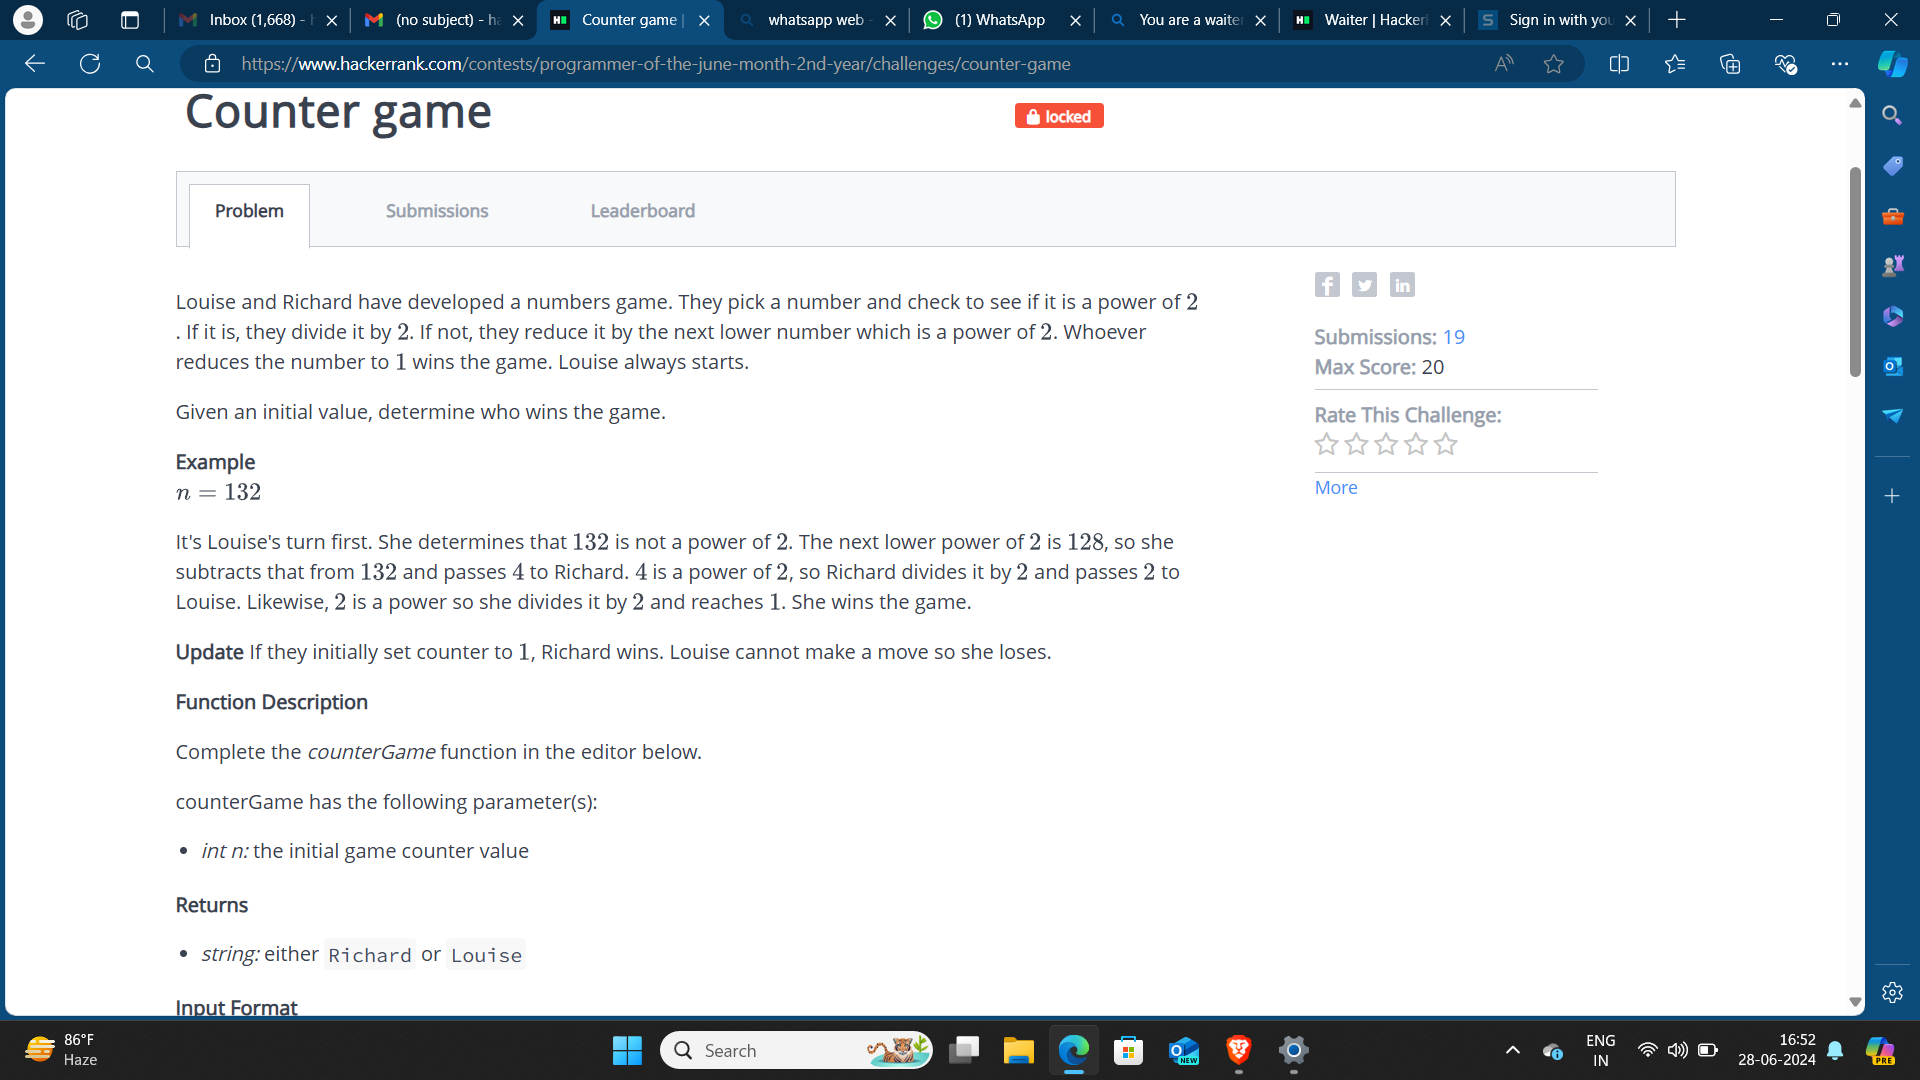 Inbox (1,668) - h
(no subject) - ha
Counter game |
whatsapp web -
(1) WhatsApp
You are a waiter
Waiter | HackerR
Sign in with you
https://www.hackerrank.com/contests/programmer-of-the-june-month-2nd-year/challenges/counter-game
Counter game
locked
Problem
Submissions
Leaderboard
Louise and Richard have developed a numbers game. They pick a number and check to see if it is a power of 2
. If it is, they divide it by 2. If not, they reduce it by the next lower number which is a power of 2. Whoever
reduces the number to 1 wins the game. Louise always starts.
Given an initial value, determine who wins the game.
Example
n = 132
It's Louise's turn first. She determines that 132 is not a power of 2. The next lower power of 2 is 128, so she
subtracts that from 132 and passes 4 to Richard. 4 is a power of 2, so Richard divides it by 2 and passes 2 to
Louise. Likewise, 2 is a power so she divides it by 2 and reaches 1. She wins the game.
Update If they initially set counter to 1, Richard wins. Louise cannot make a move so she loses.
Function Description
Complete the counterGame function in the editor below.
counterGame has the following parameter(s):
• int n: the initial game counter value
Returns
• string: either Richard or Louise
Input Format
Submissions: 19
Max Score: 20
Rate This Challenge:
More
86°F
Haze
Search
NEW
ENG
IN
16:52
28-06-2024
PRE